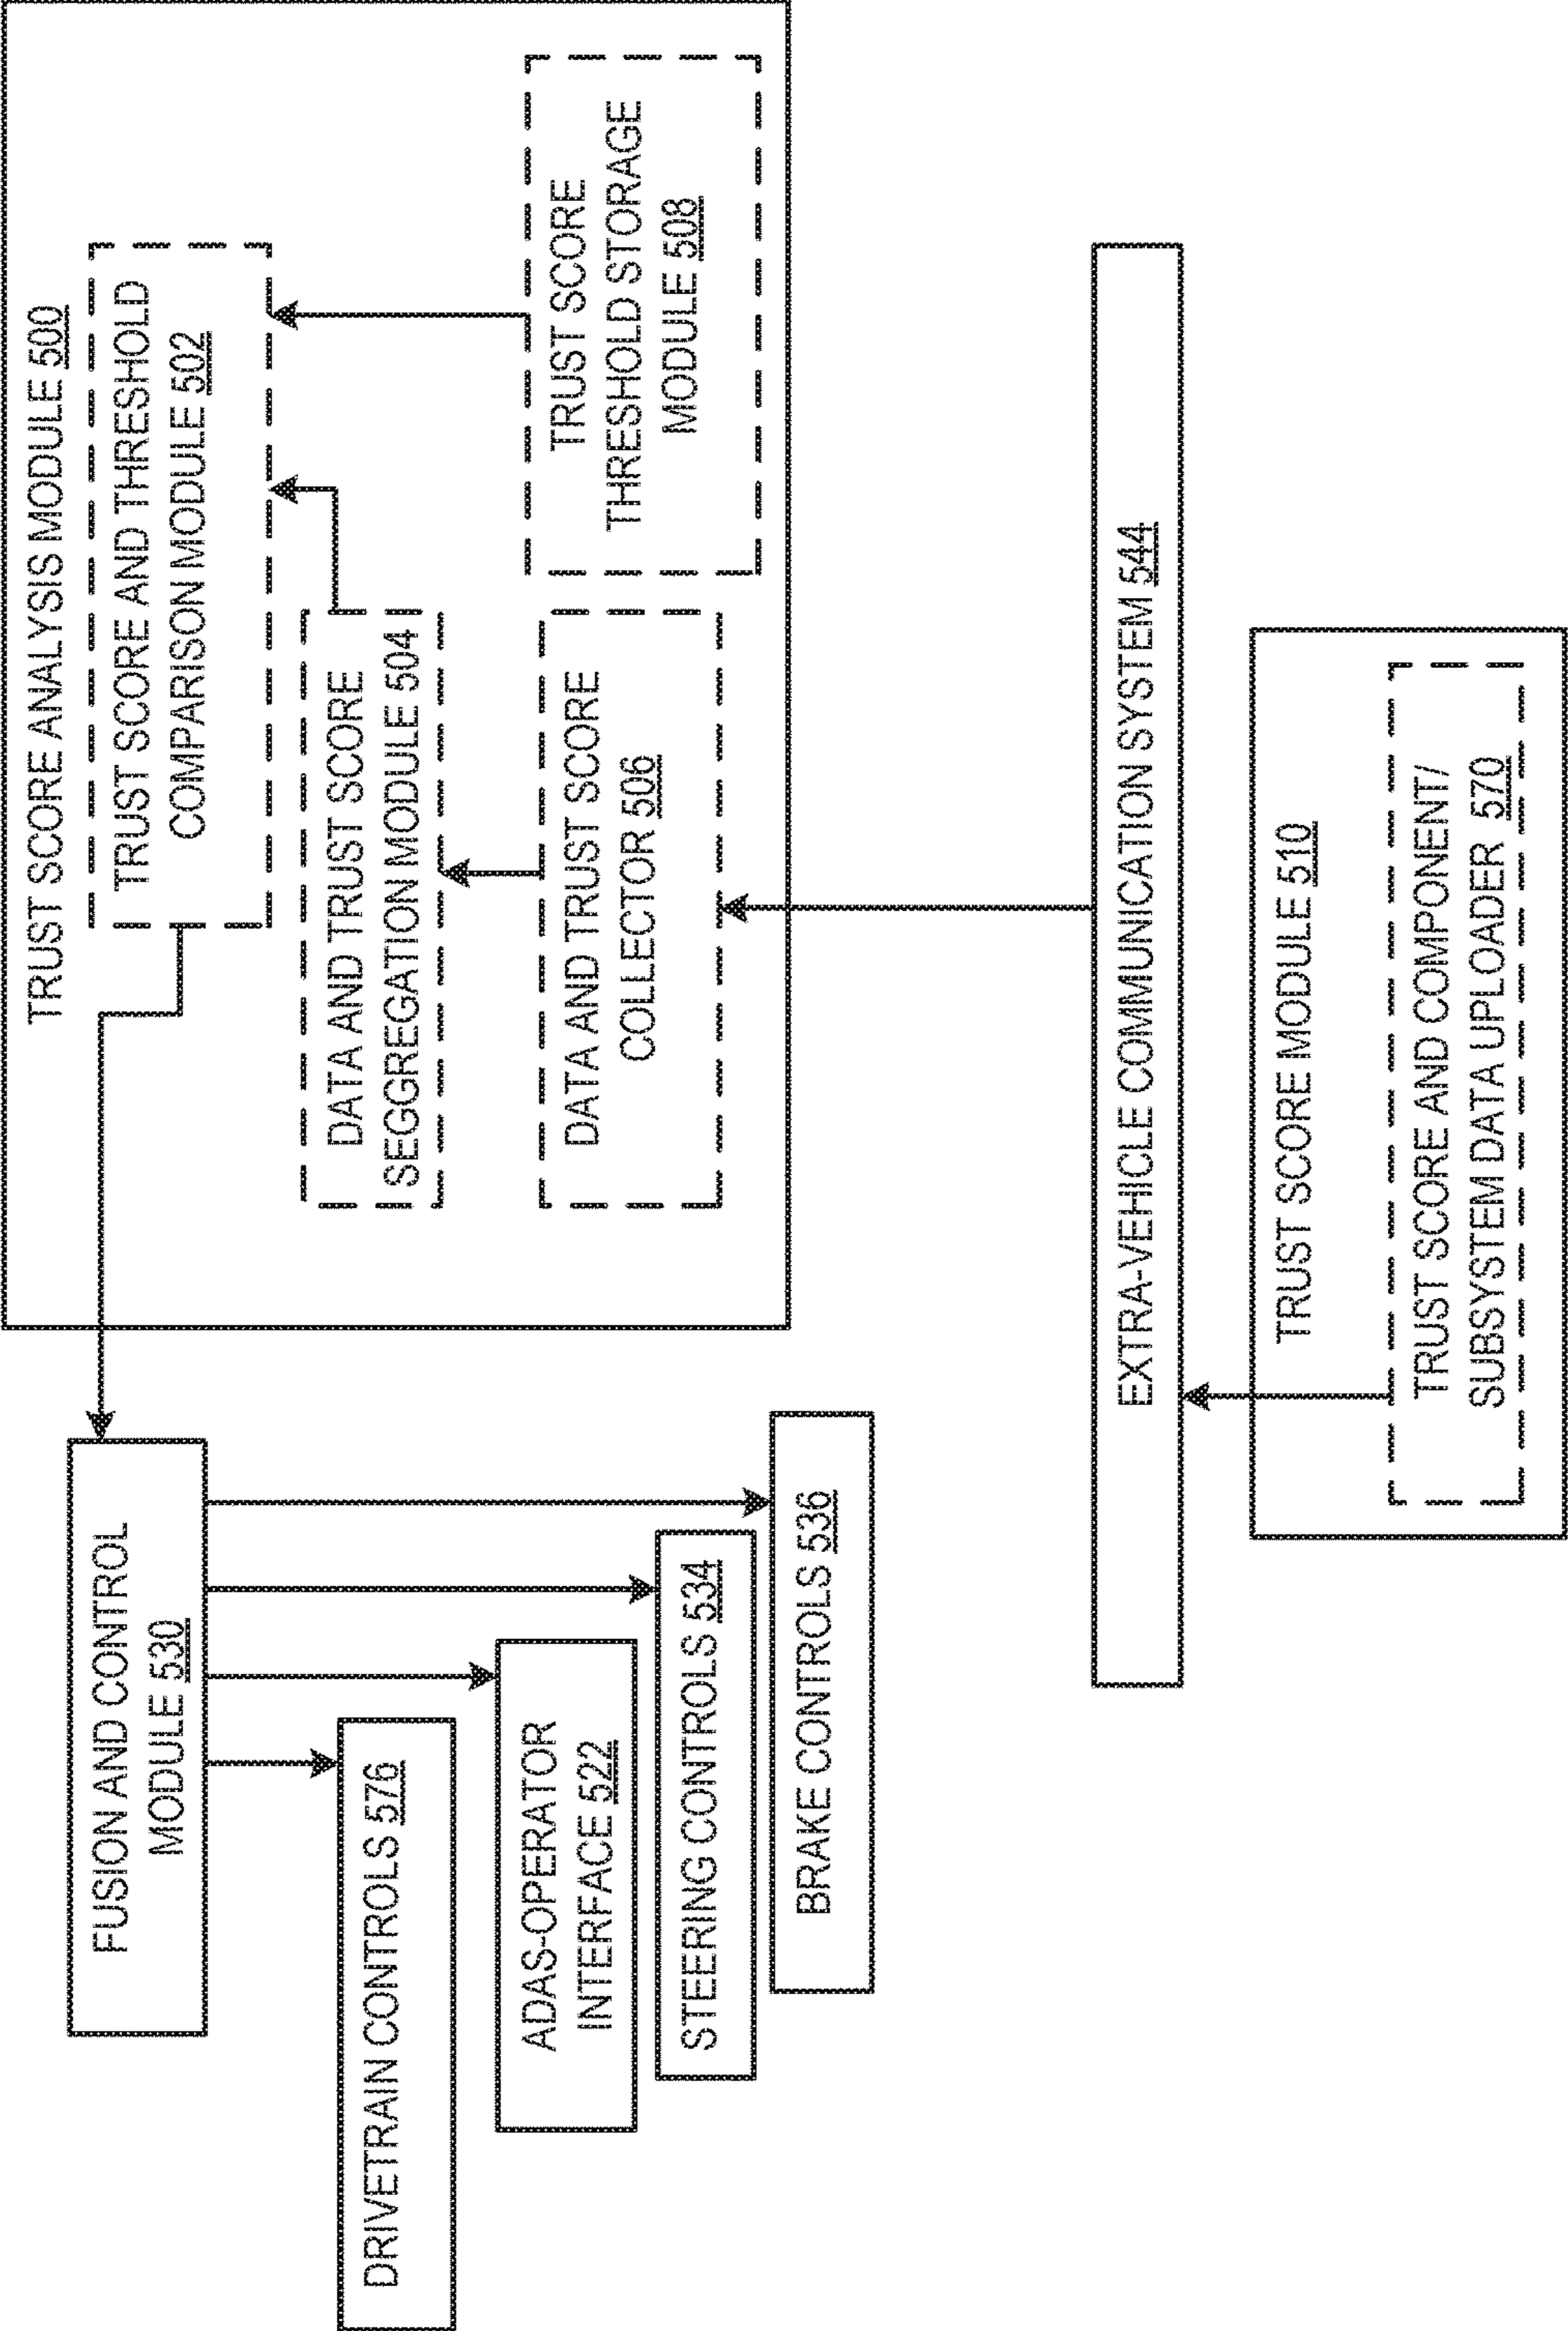 FUSION AND CONTROL
MODULE 530
DRIVETRAIN CONTROLS 576
ADAS-OPERATOR
INTERFACE 522
STEERING CONTROLS 534
BRAKE CONTROLS 536
TRUST SCORE ANALYSIS MODULE 500
TRUST SCORE AND THRESHOLD
COMPARISON MODULE 502
DATA AND TRUST SCORE
SEGGREGATION MODULE 504
DATA AND TRUST SCORE
COLLECTOR 506
TRUST SCORE
THRESHOLD STORAGE
MODULE 508
EXTRA-VEHICLE COMMUNICATION SYSTEM 544
TRUST SCORE MODULE 510
TRUST SCORE AND COMPONENT/
SUBSYSTEM DATA UPLOADER 570